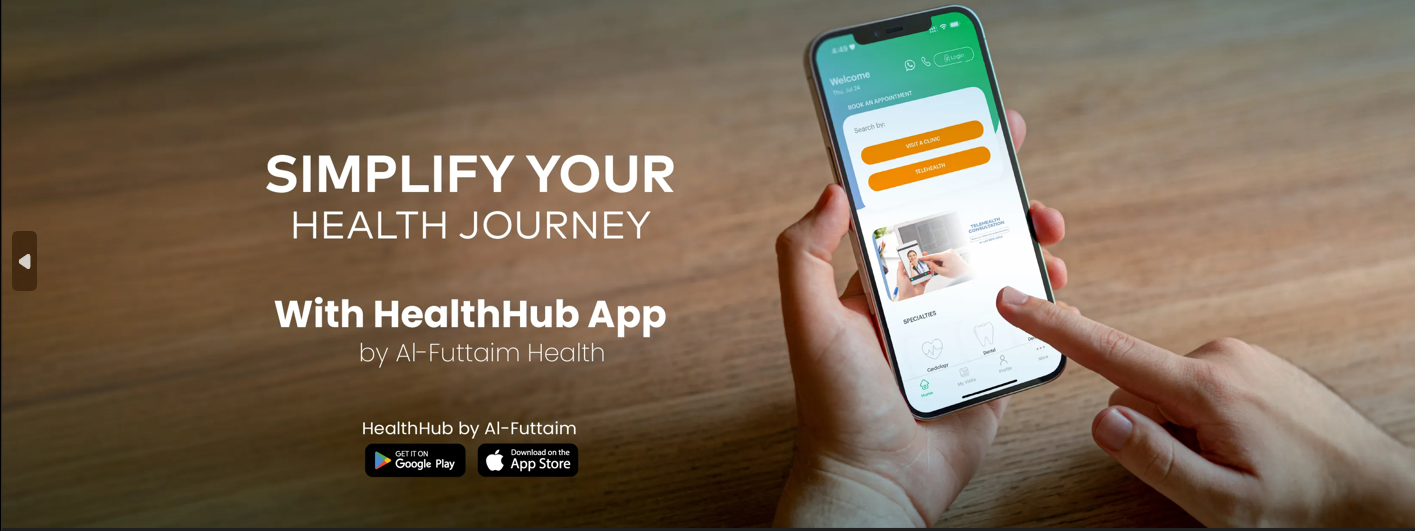 SIMPLIFY YOUR
HEALTH JOURNEY
With HealthHub App
by Al-Futtaim Health
HealthHub by Al-Futtaim
GET IT ON
Google Play
Download on the
App Store
4:49
Login
Welcome
Thu, Jul 24
BOOK AN APPOINTMENT
Search by:
VISIT A CLINIC
TELEHEALTH
TELEHEALTH
CONSULTATION
SPECIALTIES
Cardiology
Dental
Home
My Visits
Profile
More